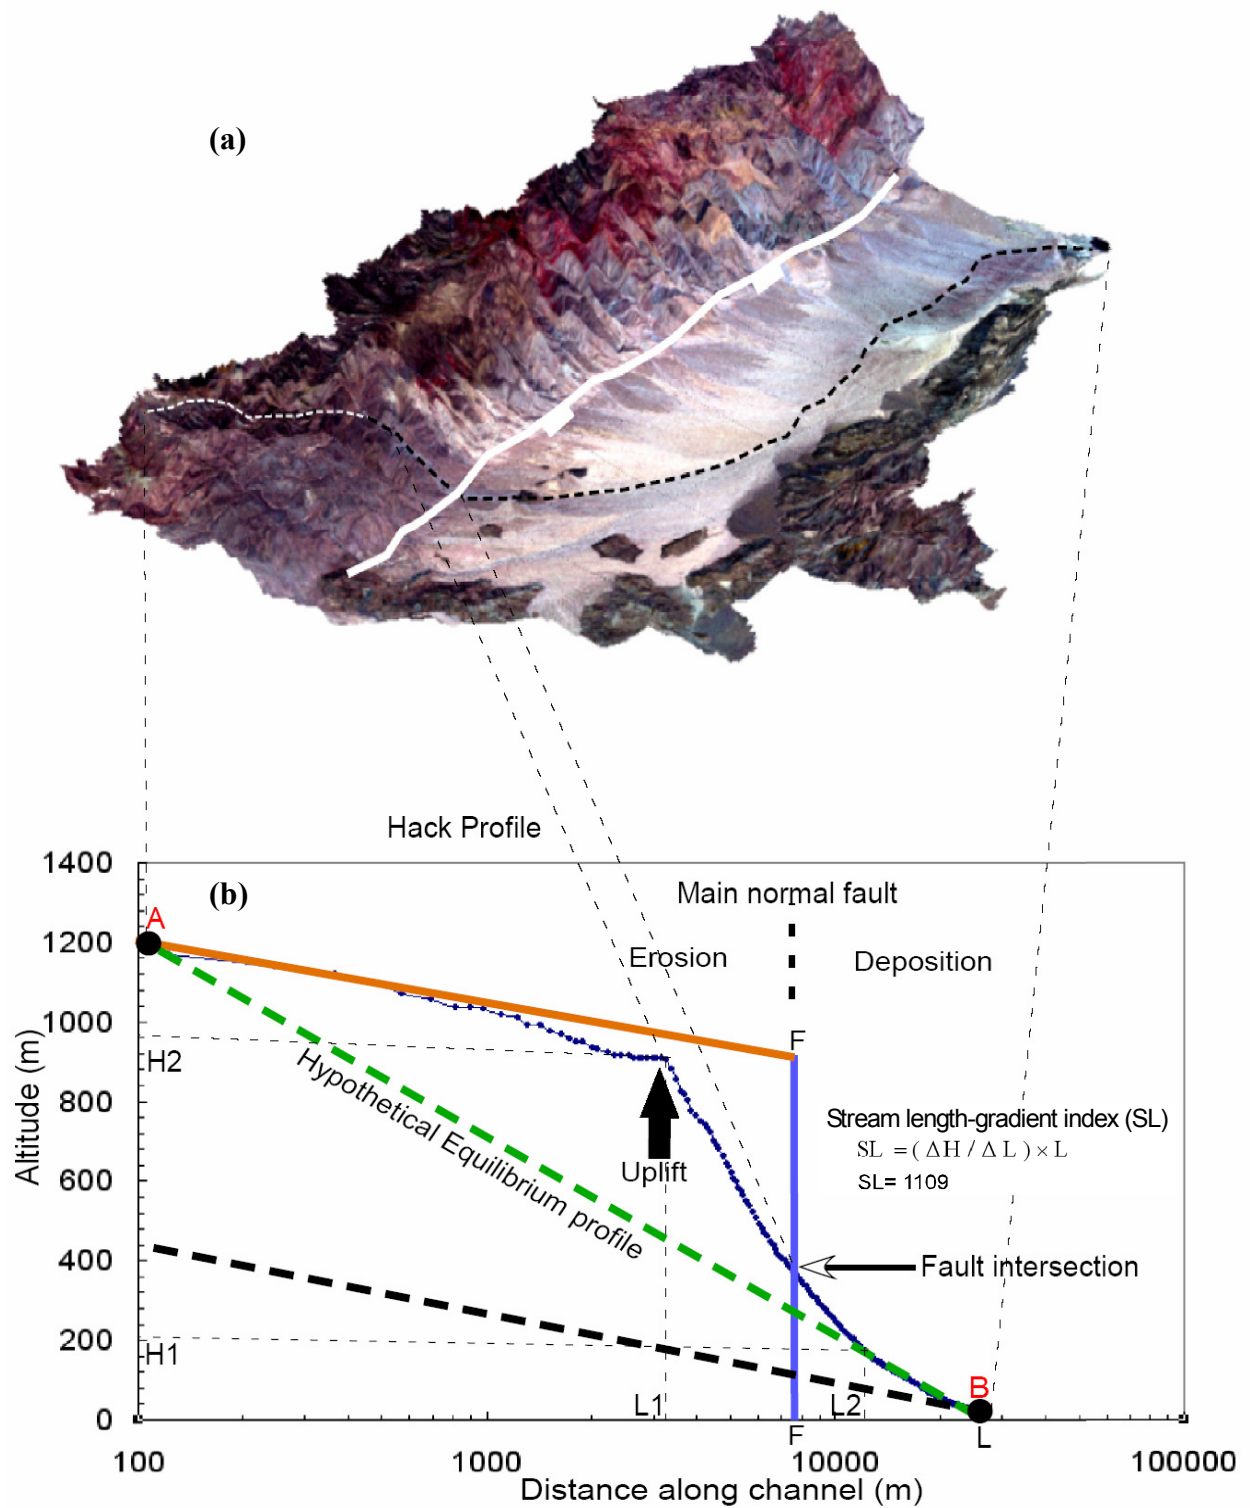 (a)
Hack Profile
1400
(b)
Main normal fault
A
1200
Erosion
Deposition
1000
F
H2
Hypothetical Equilibrium profile
800
Stream length-gradient index (SL)
SL = ( Δ H / Δ L ) × L
SL= 1109
Uplift
600
Altitude (m)
400
Fault intersection
200
H1
B
L1
L2
0
F
L
100
1000
10000
100000
Distance along channel (m)